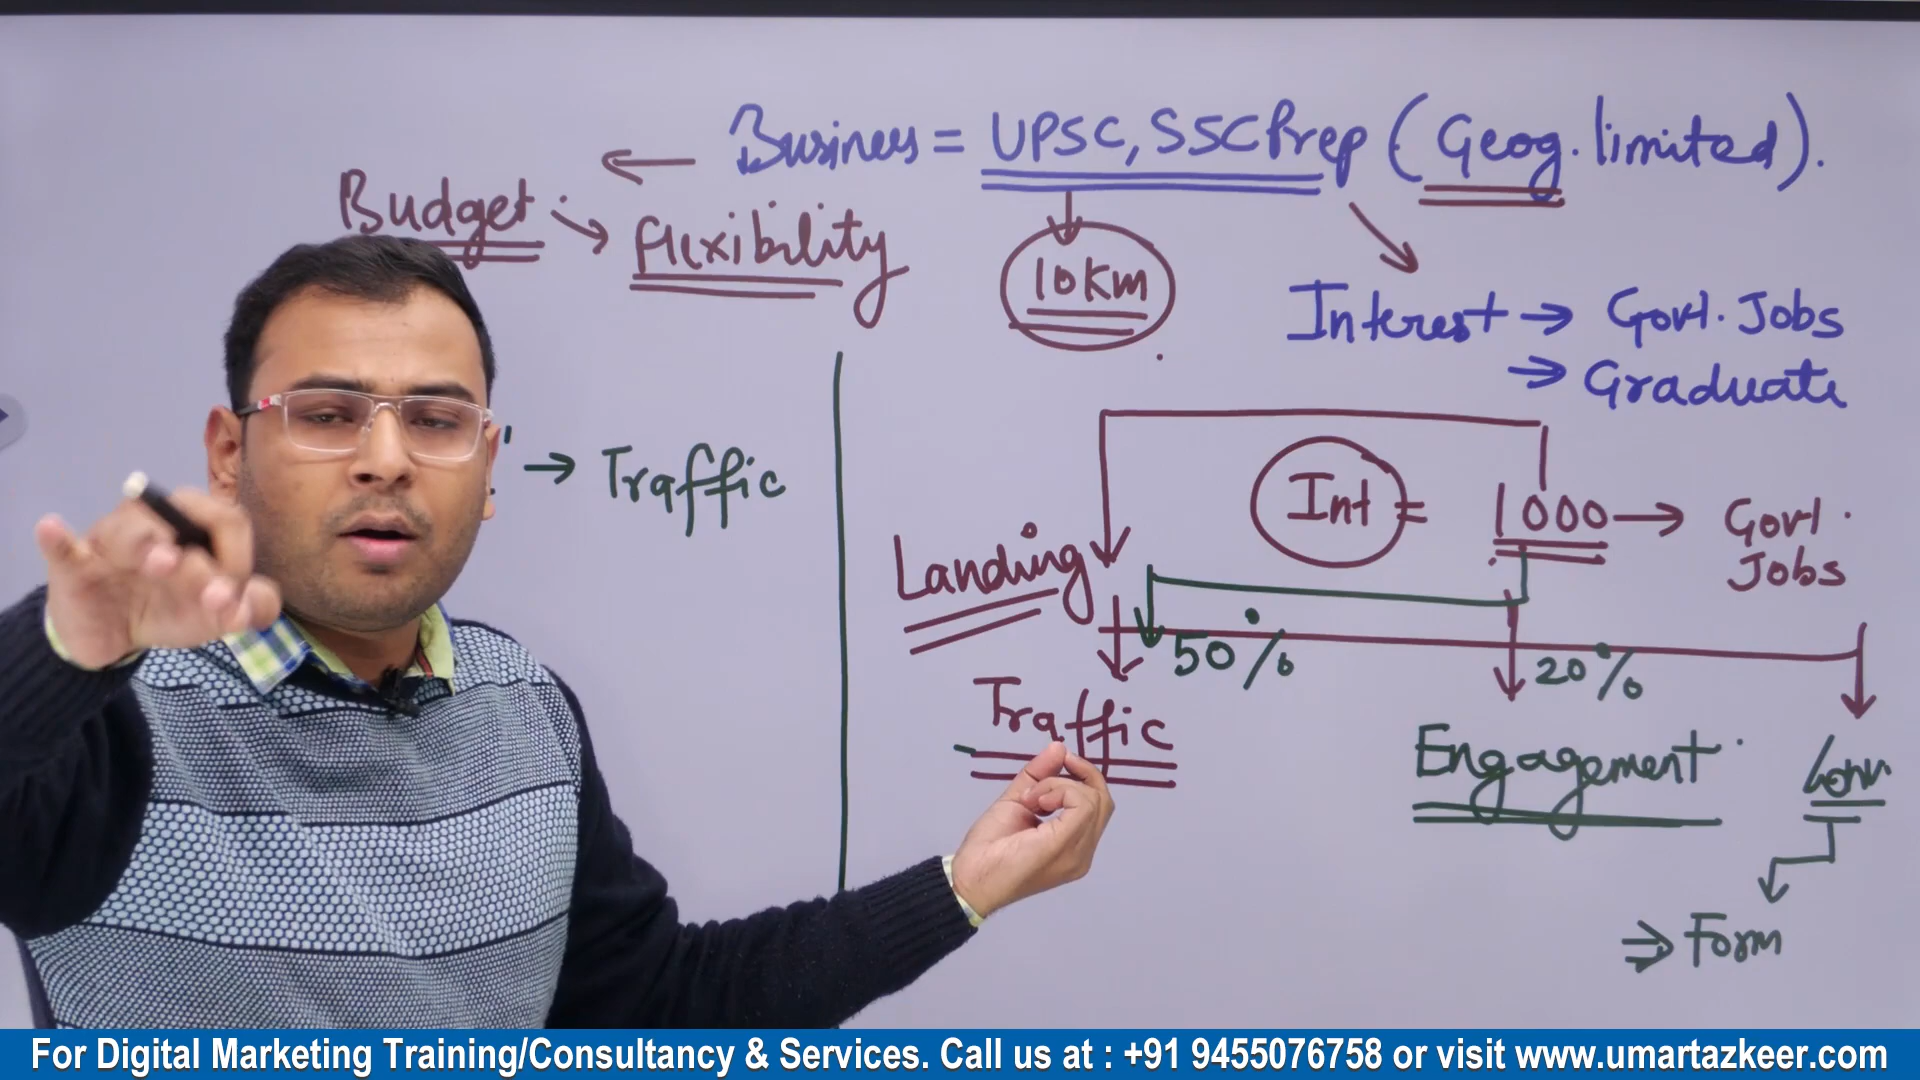 Business = UPSC, SSC Prep (Geog. limited).
Budget
Flexibility
10 Km
Interest → Govt. Jobs
→ Graduate
→ Traffic
Int = 1000 → Govt.
Jobs
Landing
50%
20%
Traffic
Engagement
Conv.
⇒ Form
For Digital Marketing Training/Consultancy & Services. Call us at : +91 9455076758 or visit www.umartazkeer.com